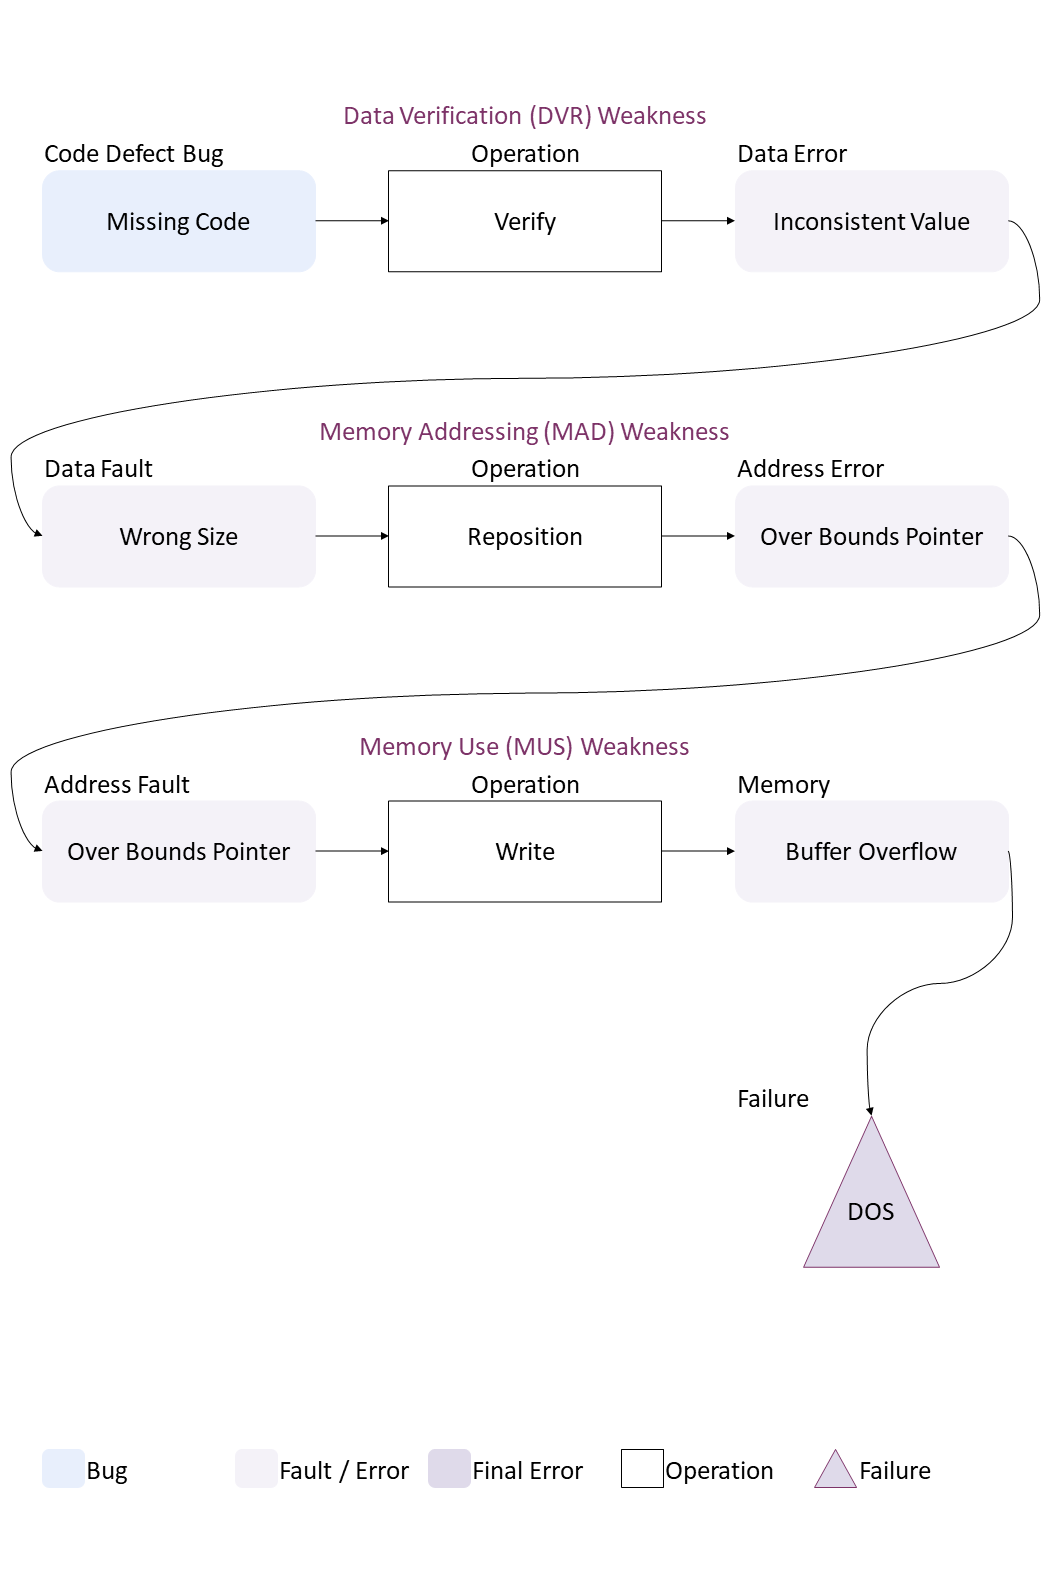 Data Verification (DVR) Weakness
Code Defect Bug
Operation
Data Error
Missing Code
Verify
Inconsistent Value
Memory Addressing (MAD) Weakness
Data Fault
Operation
Address Error
Wrong Size
Reposition
Over Bounds Pointer
Memory Use (MUS) Weakness
Address Fault
Operation
Memory
Over Bounds Pointer
Write
Buffer Overflow
Failure
DOS
Bug
Fault / Error
Final Error
Operation
Failure